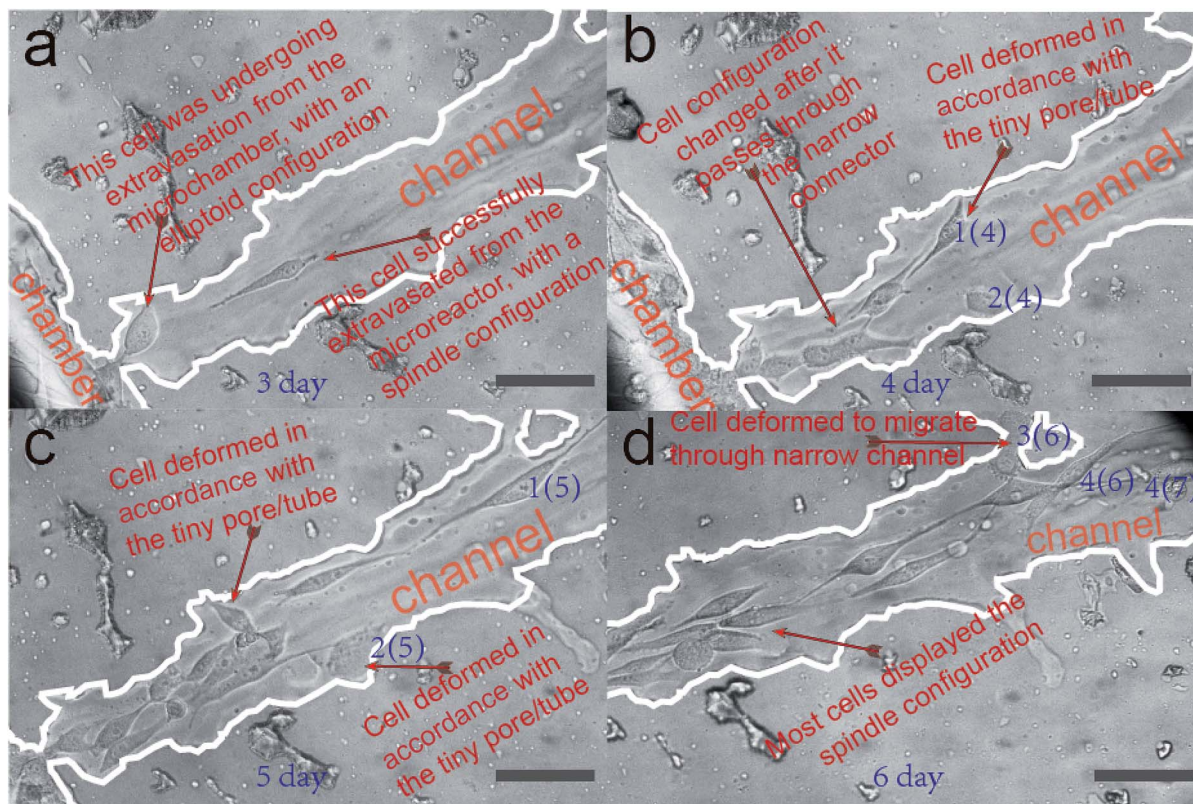 a
This cell was undergoing
extravasation from the
microchamber, with an
elliptoid configuration
channel
This cell successfully
extravasated from the
microreactor, with a
spindle configuration
chamber
3 day
b
Cell configuration
changed after it
passes through
the narrow
connector
Cell deformed in
accordance with
the tiny pore/tube
1(4)
channel
2(4)
chamber
4 day
c
Cell deformed in
accordance with
the tiny pore/tube
1(5)
channel
2(5)
Cell deformed in
accordance with
the tiny pore/tube
5 day
d
Cell deformed to migrate
through narrow channel
3(6)
4(6)
4(7)
channel
Most cells displayed the
spindle configuration
6 day